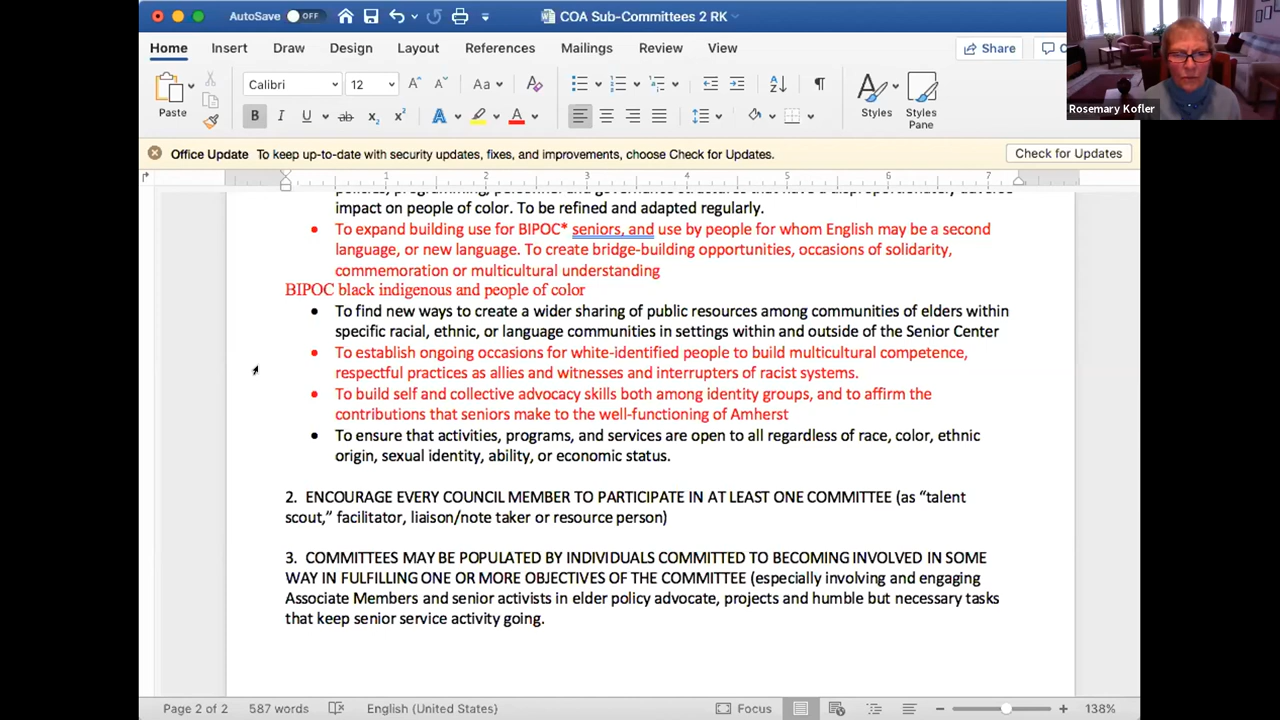 AutoSave OFF
COA Sub-Committees 2 RK
Home Insert Draw Design Layout References Mailings Review View Share
Rosemary Kofler
Paste Calibri 12 Aa Styles Styles Pane
Office Update To keep up-to-date with security updates, fixes, and improvements, choose Check for Updates. Check for Updates
1 2 3 4 5 6 7
impact on people of color. To be refined and adapted regularly.
• To expand building use for BIPOC* seniors, and use by people for whom English may be a second
language, or new language. To create bridge-building opportunities, occasions of solidarity,
commemoration or multicultural understanding
BIPOC black indigenous and people of color
• To find new ways to create a wider sharing of public resources among communities of elders within
specific racial, ethnic, or language communities in settings within and outside of the Senior Center
• To establish ongoing occasions for white-identified people to build multicultural competence,
respectful practices as allies and witnesses and interrupters of racist systems.
• To build self and collective advocacy skills both among identity groups, and to affirm the
contributions that seniors make to the well-functioning of Amherst
• To ensure that activities, programs, and services are open to all regardless of race, color, ethnic
origin, sexual identity, ability, or economic status.
2. ENCOURAGE EVERY COUNCIL MEMBER TO PARTICIPATE IN AT LEAST ONE COMMITTEE (as “talent
scout,” facilitator, liaison/note taker or resource person)
3. COMMITTEES MAY BE POPULATED BY INDIVIDUALS COMMITTED TO BECOMING INVOLVED IN SOME
WAY IN FULFILLING ONE OR MORE OBJECTIVES OF THE COMMITTEE (especially involving and engaging
Associate Members and senior activists in elder policy advocate, projects and humble but necessary tasks
that keep senior service activity going.
Page 2 of 2 587 words English (United States) Focus 138%